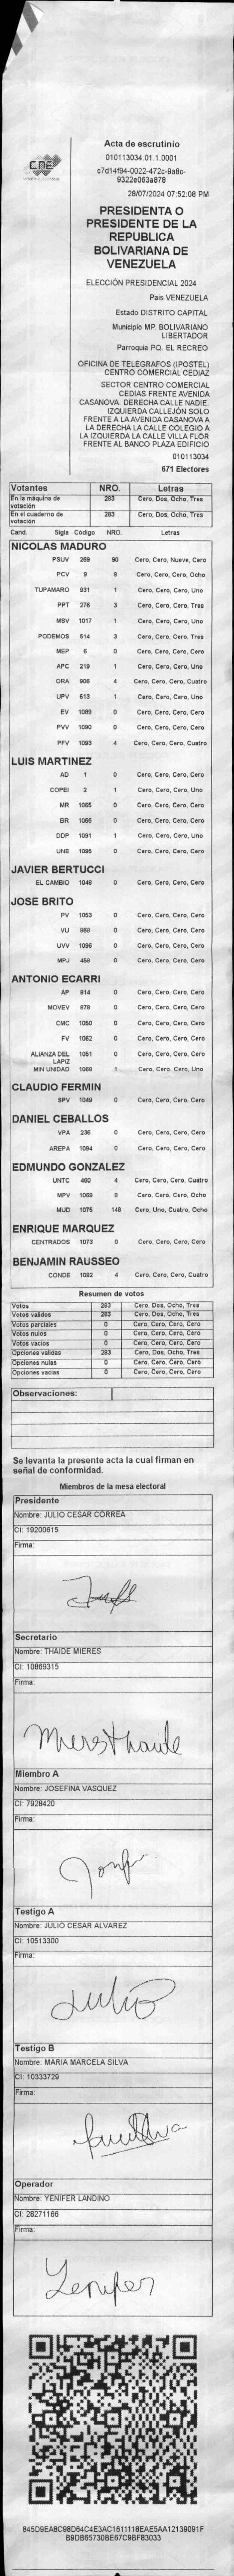 CNE
Acta de escrutinio
010113034.01.1.0001
c7d14f94-0022-472c-9a8c-
9322e063a878
28/07/2024 07:52:08 PM
PRESIDENTA O
PRESIDENTE DE LA
REPUBLICA
BOLIVARIANA DE
VENEZUELA
ELECCIÓN PRESIDENCIAL 2024
Pais VENEZUELA
Estado DISTRITO CAPITAL
Municipio MP. BOLIVARIANO
LIBERTADOR
Parroquia PQ. EL RECREO
OFICINA DE TELEGRAFOS (IPOSTEL)
CENTRO COMERCIAL CEDIAZ
SECTOR CENTRO COMERCIAL
CEDIAS FRENTE AVENIDA
CASANOVA. DERECHA CALLE NADIE.
IZQUIERDA CALLEJÓN SOLO
FRENTE A LA AVENIDA CASANOVA A
LA DERECHA LA CALLE COLEGIO A
LA IZQUIERDA LA CALLE VILLA FLOR
FRENTE AL BANCO PLAZA EDIFICIO
010113034
671 Electores
Votantes NRO. Letras
En la máquina de votación 283 Cero, Dos, Ocho, Tres
En el cuaderno de votación 283 Cero, Dos, Ocho, Tres
Cand. Sigla Código NRO. Letras
NICOLAS MADURO
PSUV 269 90 Cero, Cero, Nueve, Cero
PCV 9 8 Cero, Cero, Cero, Ocho
TUPAMARO 931 1 Cero, Cero, Cero, Uno
PPT 276 3 Cero, Cero, Cero, Tres
MSV 1017 1 Cero, Cero, Cero, Uno
PODEMOS 514 3 Cero, Cero, Cero, Tres
MEP 6 0 Cero, Cero, Cero, Cero
APC 219 1 Cero, Cero, Cero, Uno
ORA 906 4 Cero, Cero, Cero, Cuatro
UPV 613 1 Cero, Cero, Cero, Uno
EV 1089 0 Cero, Cero, Cero, Cero
PVV 1090 0 Cero, Cero, Cero, Cero
PFV 1093 4 Cero, Cero, Cero, Cuatro
LUIS MARTINEZ
AD 1 0 Cero, Cero, Cero, Cero
COPEI 2 1 Cero, Cero, Cero, Uno
MR 1065 0 Cero, Cero, Cero, Cero
BR 1066 0 Cero, Cero, Cero, Cero
DDP 1091 1 Cero, Cero, Cero, Uno
UNE 1095 0 Cero, Cero, Cero, Cero
JAVIER BERTUCCI
EL CAMBIO 1048 0 Cero, Cero, Cero, Cero
JOSE BRITO
PV 1053 0 Cero, Cero, Cero, Cero
VU 868 0 Cero, Cero, Cero, Cero
UVV 1096 0 Cero, Cero, Cero, Cero
MPJ 458 0 Cero, Cero, Cero, Cero
ANTONIO ECARRI
AP 814 0 Cero, Cero, Cero, Cero
MOVEV 878 0 Cero, Cero, Cero, Cero
CMC 1050 0 Cero, Cero, Cero, Cero
FV 1062 0 Cero, Cero, Cero, Cero
ALIANZA DEL LAPIZ 1051 0 Cero, Cero, Cero, Cero
MIN UNIDAD 1088 1 Cero, Cero, Cero, Uno
CLAUDIO FERMIN
SPV 1049 0 Cero, Cero, Cero, Cero
DANIEL CEBALLOS
VPA 236 0 Cero, Cero, Cero, Cero
AREPA 1094 0 Cero, Cero, Cero, Cero
EDMUNDO GONZALEZ
UNTC 460 4 Cero, Cero, Cero, Cuatro
MPV 1069 8 Cero, Cero, Cero, Ocho
MUD 1075 148 Cero, Uno, Cuatro, Ocho
ENRIQUE MARQUEZ
CENTRADOS 1073 0 Cero, Cero, Cero, Cero
BENJAMIN RAUSSEO
CONDE 1092 4 Cero, Cero, Cero, Cuatro
Resumen de votos
Votos 283 Cero, Dos, Ocho, Tres
Votos validos 283 Cero, Dos, Ocho, Tres
Votos parciales 0 Cero, Cero, Cero, Cero
Votos nulos 0 Cero, Cero, Cero, Cero
Votos vacios 0 Cero, Cero, Cero, Cero
Opciones validas 283 Cero, Dos, Ocho, Tres
Opciones nulas 0 Cero, Cero, Cero, Cero
Opciones vacias 0 Cero, Cero, Cero, Cero
Observaciones:
Se levanta la presente acta la cual firman en
señal de conformidad.
Miembros de la mesa electoral
Presidente
Nombre: JULIO CESAR CORREA
CI: 19200615
Firma:
Secretario
Nombre: THAIDE MIERES
CI: 10869315
Firma:
Miembro A
Nombre: JOSEFINA VASQUEZ
CI: 7928420
Firma:
Testigo A
Nombre: JULIO CESAR ALVAREZ
CI: 10513300
Firma:
Julio
Testigo B
Nombre: MARIA MARCELA SILVA
CI: 10333729
Firma:
Operador
Nombre: YENIFER LANDINO
CI: 28271166
Firma:
Yenifer
845D9EA8C98D64C4E3AC1611118EAE5AA12139091F
B9DB65730BE67C9BF83033